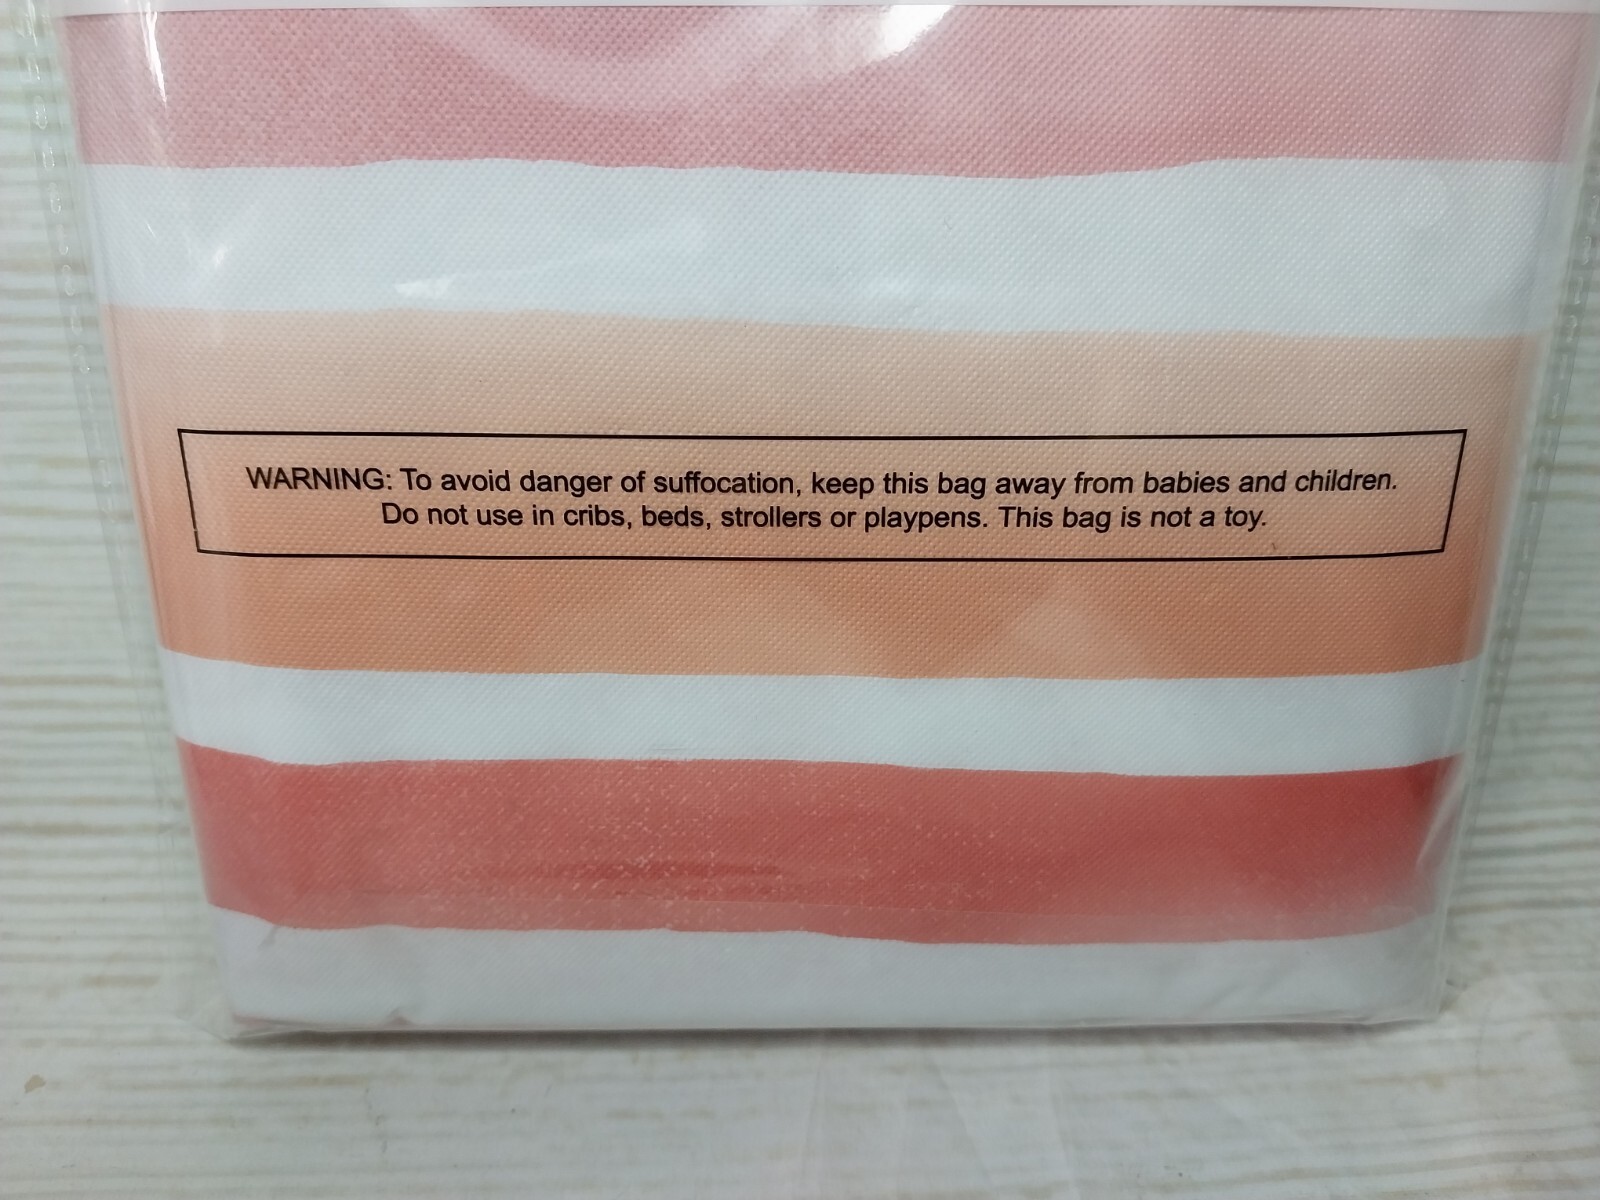 WARNING: To avoid danger of suffocation, keep this bag away from babies and children.
Do not use in cribs, beds, strollers or playpens. This bag is not a toy.